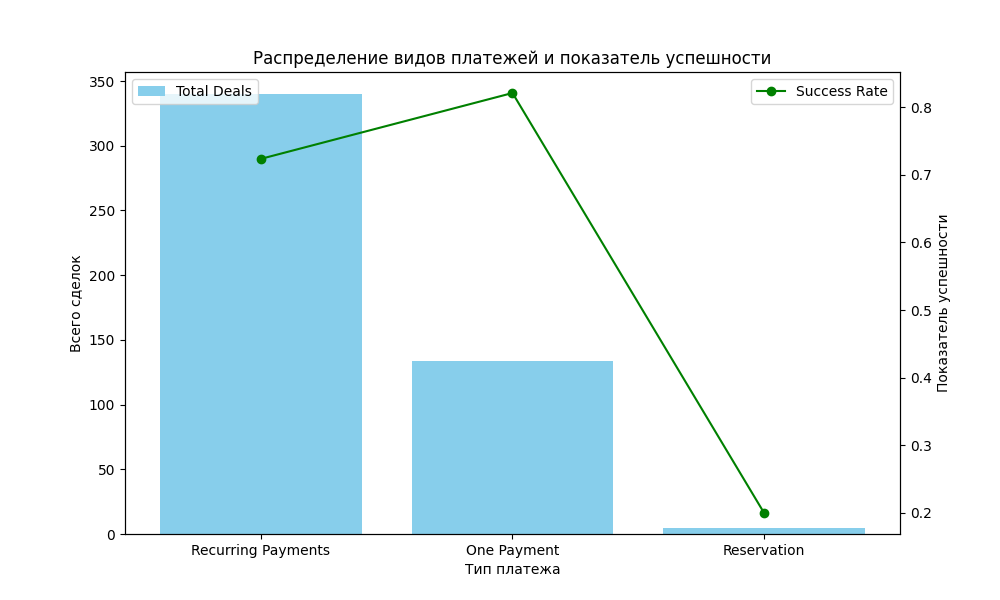 Распределение видов платежей и показатель успешности
Total Deals
Success Rate
350
300
250
200
150
100
50
0
Всего сделок
0.8
0.7
0.6
0.5
0.4
0.3
0.2
Показатель успешности
Recurring Payments
One Payment
Reservation
Тип платежа